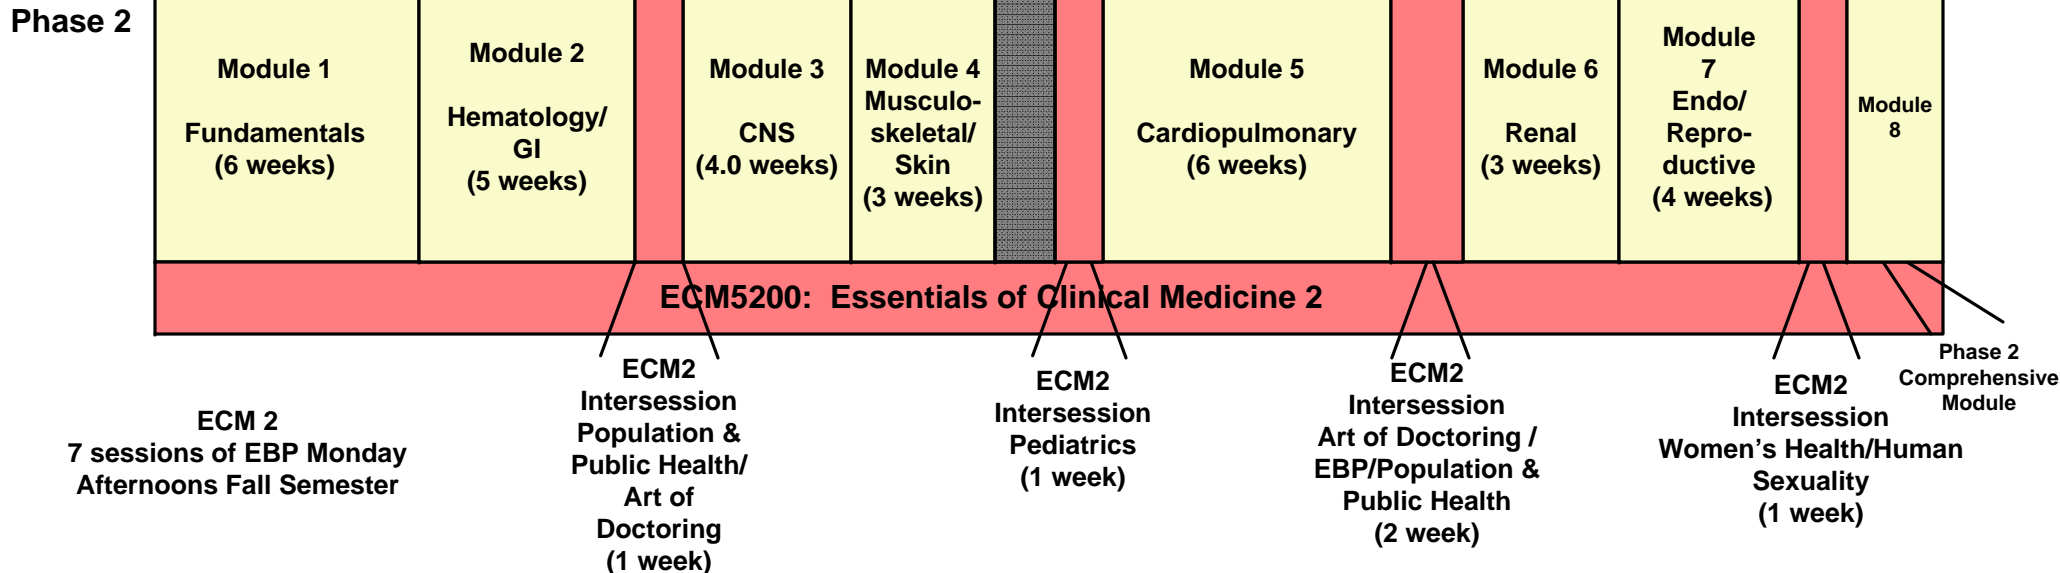 Phase 2
Module 1
Fundamentals
(6 weeks)
Module 2
Hematology/
GI
(5 weeks)
Module 3
CNS
(4.0 weeks)
Module 4
Musculo-
skeletal/
Skin
(3 weeks)
Module 5
Cardiopulmonary
(6 weeks)
Module 6
Renal
(3 weeks)
Module
7
Endo/
Repro-
ductive
(4 weeks)
Module
8
ECM5200:  Essentials of Clinical Medicine 2
ECM 2
7 sessions of EBP Monday
Afternoons Fall Semester
ECM2
Intersession
Population &
Public Health/
Art of
Doctoring
(1 week)
ECM2
Intersession
Pediatrics
(1 week)
ECM2
Intersession
Art of Doctoring /
EBP/Population &
Public Health
(2 week)
ECM2
Intersession
Women’s Health/Human
Sexuality
(1 week)
Phase 2
Comprehensive
Module